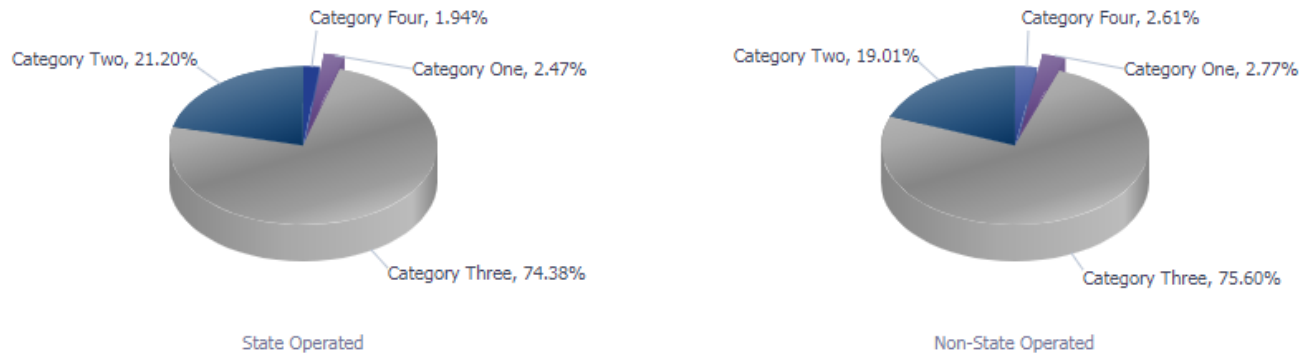 Category Four, 1.94%
Category Two, 21.20%
Category One, 2.47%
Category Three, 74.38%
State Operated
Category Four, 2.61%
Category Two, 19.01%
Category One, 2.77%
Category Three, 75.60%
Non-State Operated